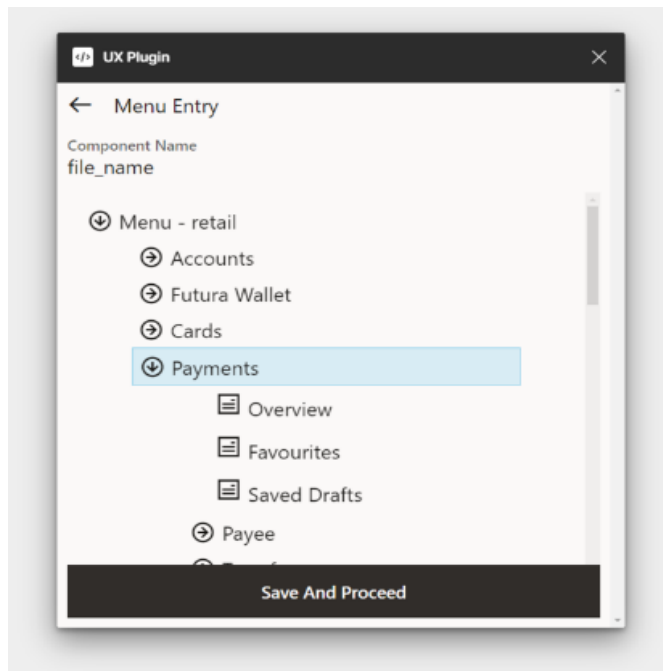 UX Plugin
Menu Entry
Component Name
file_name
Menu - retail
Accounts
Futura Wallet
Cards
Payments
Overview
Favourites
Saved Drafts
Payee
Save And Proceed